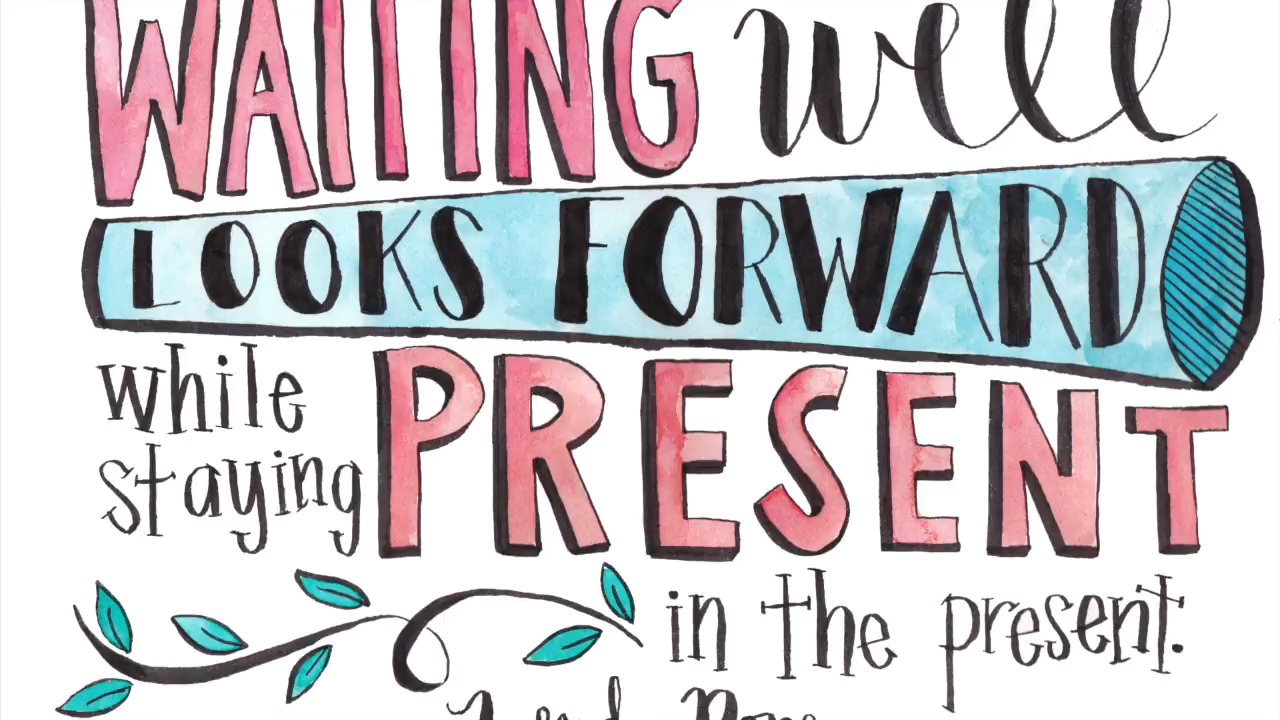 WAITING well
LOOKS FORWARD
while
staying PRESENT
in the present.